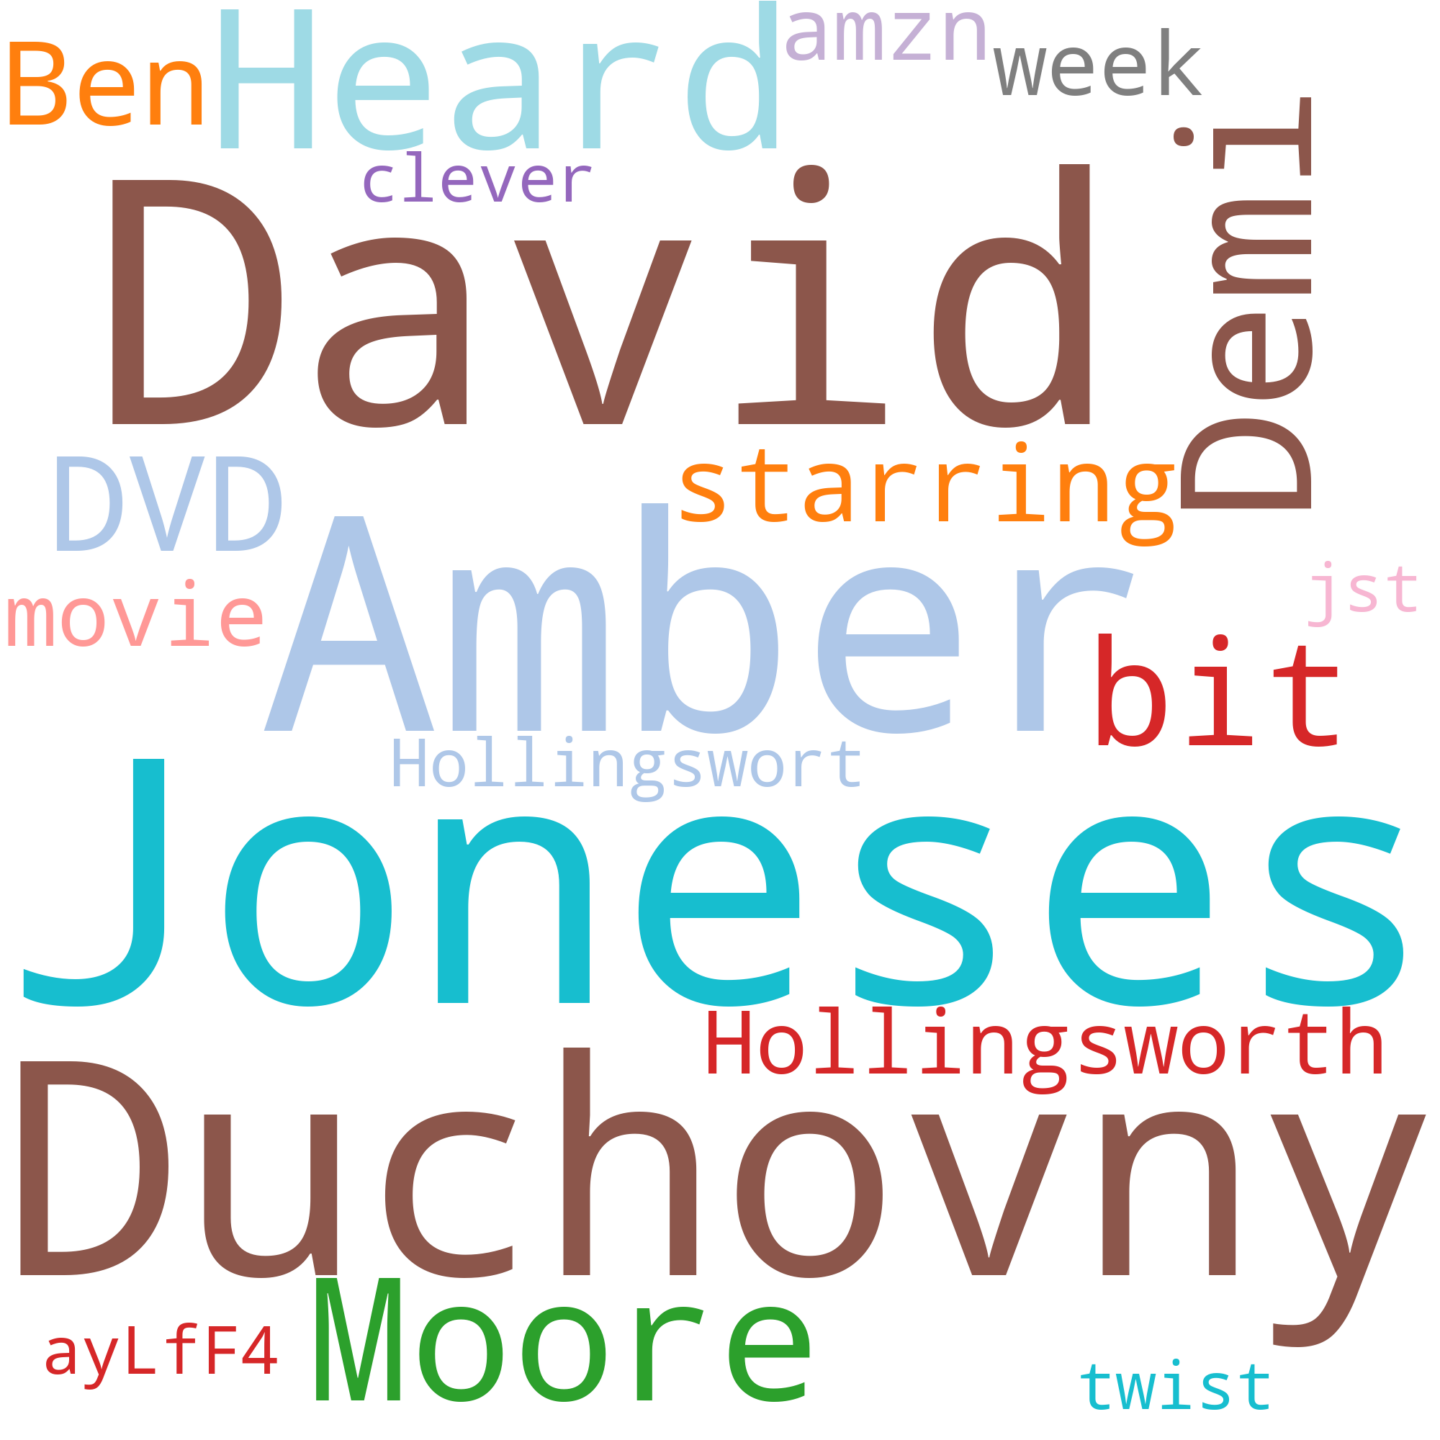 Ben
Heard
amzn
week
clever
David
Demi
DVD
starring
Amber
movie
jst
bit
Hollingswort
Joneses
Hollingsworth
Duchovny
Moore
ayLfF4
twist